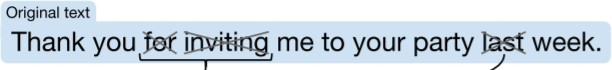 Original text
Thank you for inviting me to your party last week.